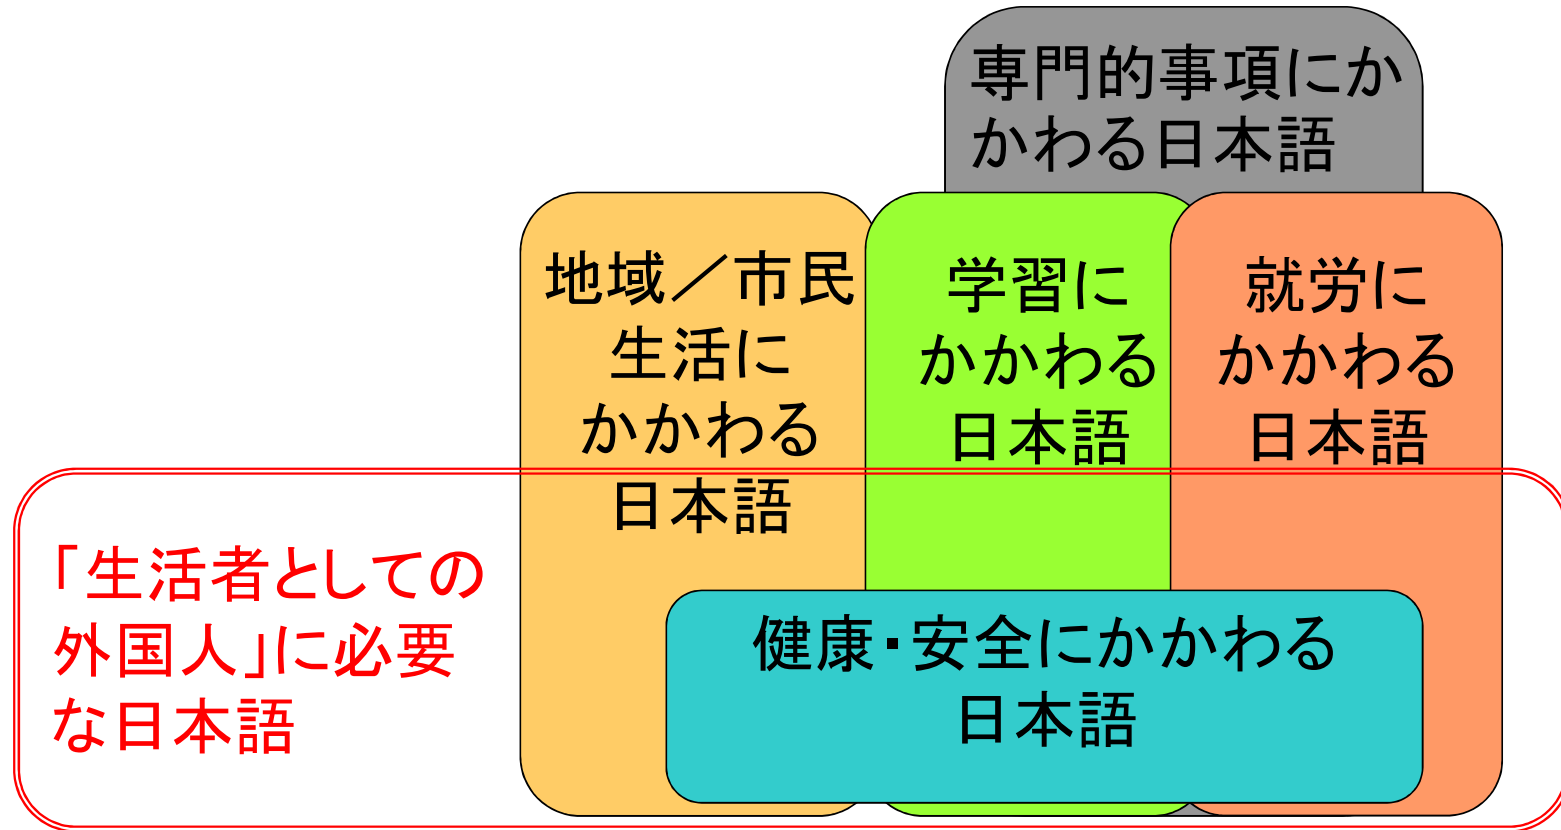 専門的事項にか
かわる日本語
地域／市民
生活に
かかわる
日本語
学習に
かかわる
日本語
就労に
かかわる
日本語
「生活者としての
外国人」に必要
な日本語
健康・安全にかかわる
日本語